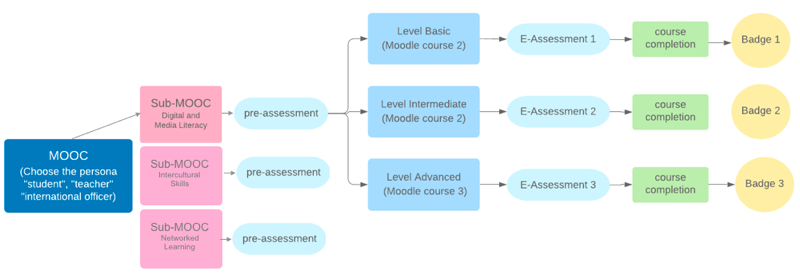 MOOC
(Choose the persona
"student", "teacher"
"international officer)
Sub-MOOC
Digital and
Media Literacy
pre-assessment
Sub-MOOC
Intercultural
Skills
pre-assessment
Sub-MOOC
Networked
Learning
pre-assessment
Level Basic
(Moodle course 2)
E-Assessment 1
course
completion
Badge 1
Level Intermediate
(Moodle course 2)
E-Assessment 2
course
completion
Badge 2
Level Advanced
(Moodle course 3)
E-Assessment 3
course
completion
Badge 3